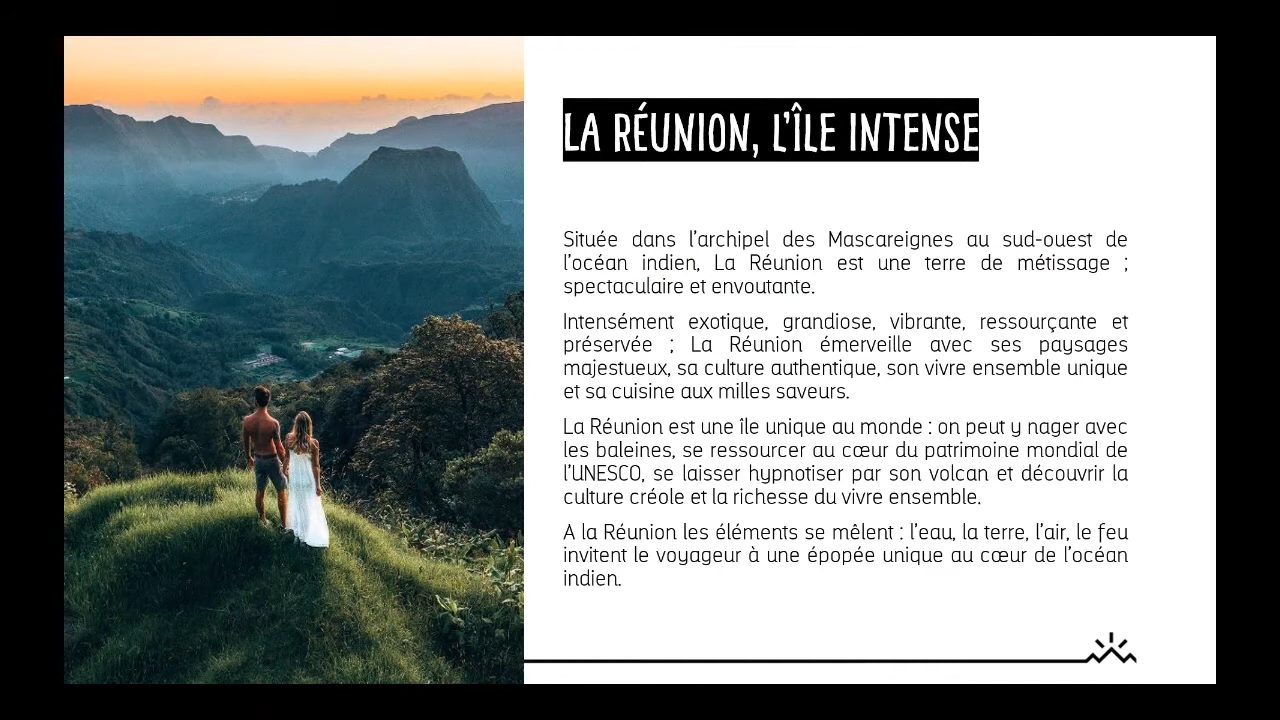 LA RÉUNION, L'ÎLE INTENSE
Située dans l'archipel des Mascareignes au sud-ouest de
l'océan indien, La Réunion est une terre de métissage ;
spectaculaire et envoutante.
Intensément exotique, grandiose, vibrante, ressourçante et
préservée ; La Réunion émerveille avec ses paysages
majestueux, sa culture authentique, son vivre ensemble unique
et sa cuisine aux milles saveurs.
La Réunion est une île unique au monde : on peut y nager avec
les baleines, se ressourcer au cœur du patrimoine mondial de
l'UNESCO, se laisser hypnotiser par son volcan et découvrir la
culture créole et la richesse du vivre ensemble.
A la Réunion les éléments se mêlent : l'eau, la terre, l'air, le feu
invitent le voyageur à une épopée unique au cœur de l'océan
indien.